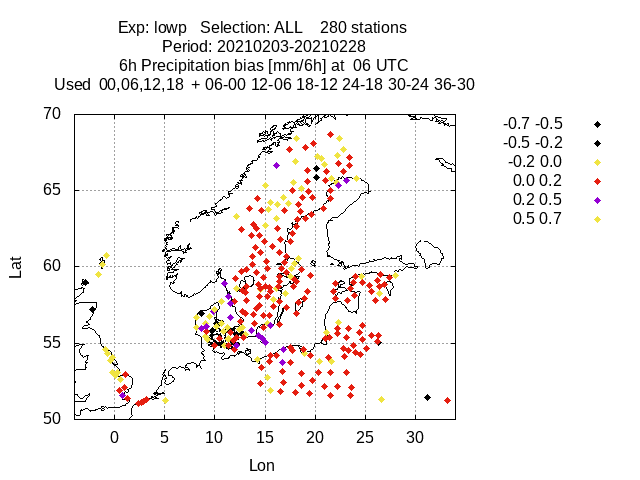 Exp: lowp   Selection: ALL    280 stations
Period: 20210203-20210228
6h Precipitation bias [mm/6h] at  06 UTC
Used  00,06,12,18  + 06-00 12-06 18-12 24-18 30-24 36-30
70
65
60
55
50
Lat
0 5 10 15 20 25 30
Lon
-0.7 -0.5
-0.5 -0.2
-0.2 0.0
0.0 0.2
0.2 0.5
0.5 0.7